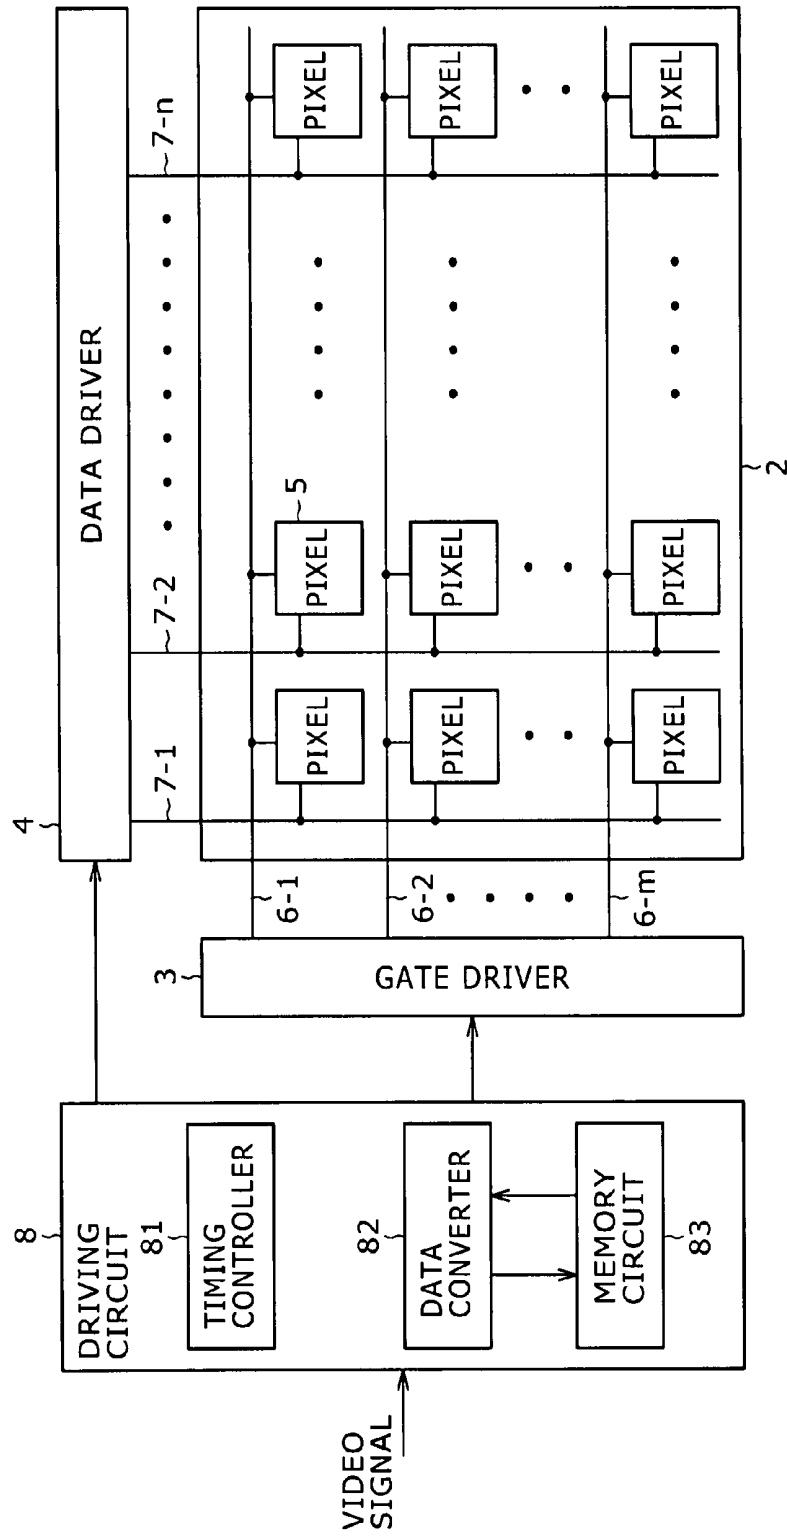 4
DATA DRIVER
7-1
7-2
7-n
8
DRIVING
CIRCUIT
81
TIMING
CONTROLLER
82
DATA
CONVERTER
MEMORY
CIRCUIT
83
VIDEO
SIGNAL
3
GATE DRIVER
6-1
6-2
6-m
5
PIXEL
PIXEL
PIXEL
PIXEL
PIXEL
PIXEL
PIXEL
PIXEL
PIXEL
2